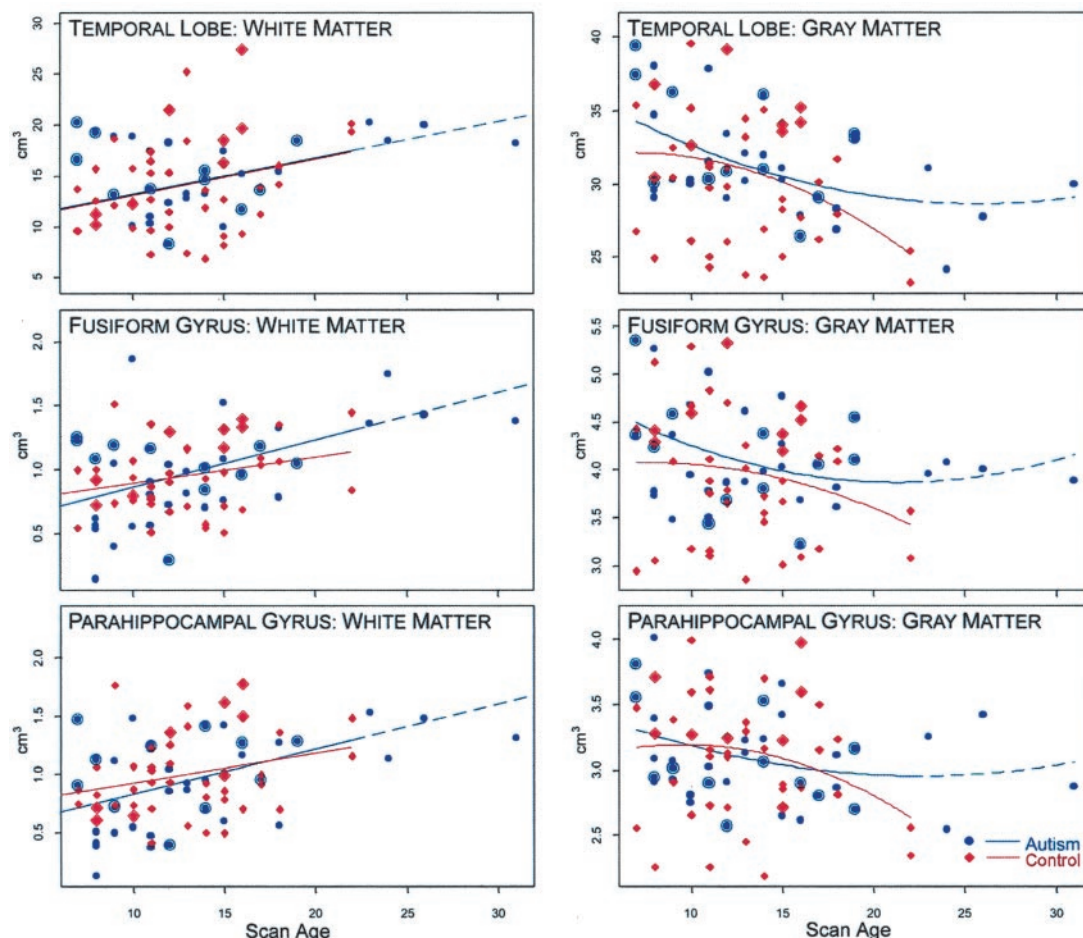 TEMPORAL LOBE: WHITE MATTER
30
25
20
15
10
5
cm³
TEMPORAL LOBE: GRAY MATTER
40
35
30
25
cm³
FUSIFORM GYRUS: WHITE MATTER
2.0
1.5
1.0
0.5
cm³
FUSIFORM GYRUS: GRAY MATTER
5.5
5.0
4.5
4.0
3.5
3.0
cm³
PARAHIPPOCAMPAL GYRUS: WHITE MATTER
2.0
1.5
1.0
0.5
cm³
10 15 20 25 30
Scan Age
PARAHIPPOCAMPAL GYRUS: GRAY MATTER
4.0
3.5
3.0
2.5
cm³
Autism
Control
10 15 20 25 30
Scan Age